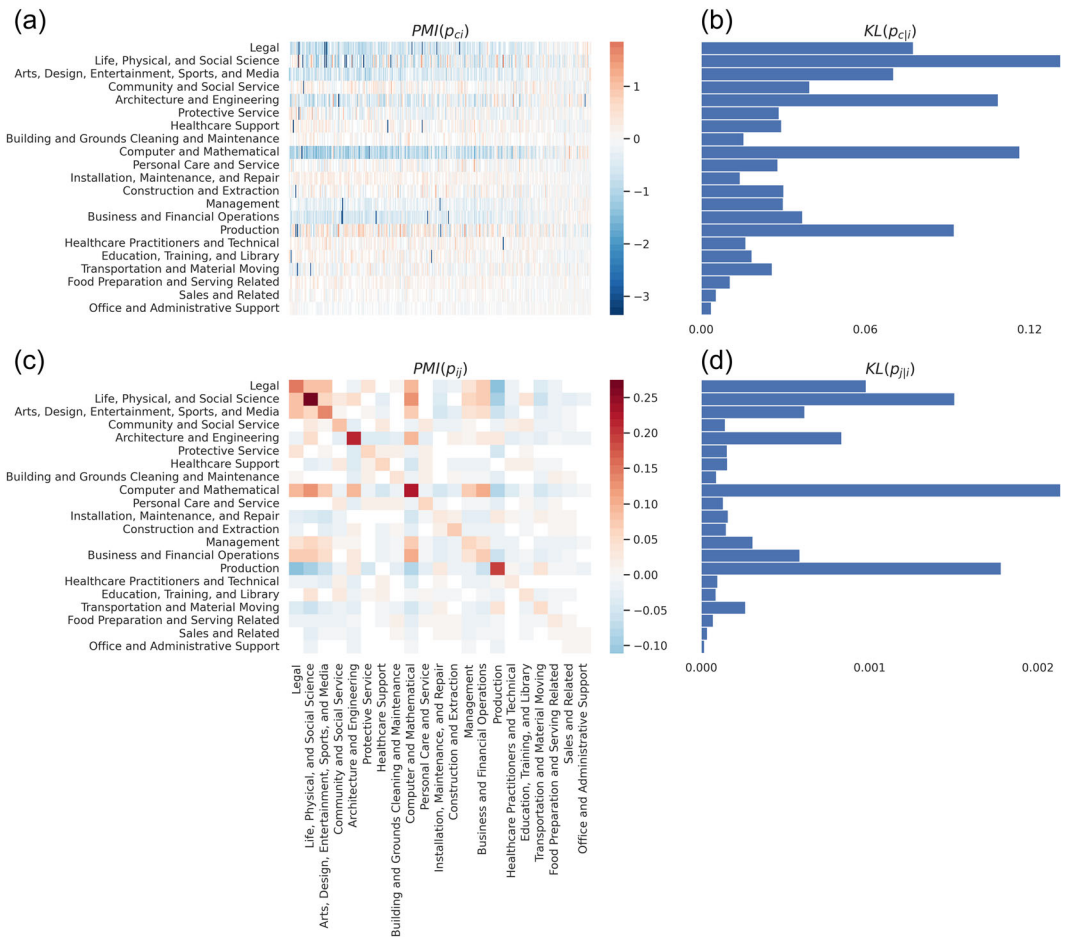 (a)
PMI(p_ci)
(b)
KL(p_c|i)
Legal
Life, Physical, and Social Science
Arts, Design, Entertainment, Sports, and Media
Community and Social Service
Architecture and Engineering
Protective Service
Healthcare Support
Building and Grounds Cleaning and Maintenance
Computer and Mathematical
Personal Care and Service
Installation, Maintenance, and Repair
Construction and Extraction
Management
Business and Financial Operations
Production
Healthcare Practitioners and Technical
Education, Training, and Library
Transportation and Material Moving
Food Preparation and Serving Related
Sales and Related
Office and Administrative Support
1
0
−1
−2
−3
0.00 0.06 0.12
(c)
PMI(p_ij)
(d)
KL(p_j|i)
Legal
Life, Physical, and Social Science
Arts, Design, Entertainment, Sports, and Media
Community and Social Service
Architecture and Engineering
Protective Service
Healthcare Support
Building and Grounds Cleaning and Maintenance
Computer and Mathematical
Personal Care and Service
Installation, Maintenance, and Repair
Construction and Extraction
Management
Business and Financial Operations
Production
Healthcare Practitioners and Technical
Education, Training, and Library
Transportation and Material Moving
Food Preparation and Serving Related
Sales and Related
Office and Administrative Support
0.25
0.20
0.15
0.10
0.05
0.00
−0.05
−0.10
0.000 0.001 0.002
Legal
Life, Physical, and Social Science
Arts, Design, Entertainment, Sports, and Media
Community and Social Service
Architecture and Engineering
Protective Service
Healthcare Support
Building and Grounds Cleaning and Maintenance
Computer and Mathematical
Personal Care and Service
Installation, Maintenance, and Repair
Construction and Extraction
Management
Business and Financial Operations
Production
Healthcare Practitioners and Technical
Education, Training, and Library
Transportation and Material Moving
Food Preparation and Serving Related
Sales and Related
Office and Administrative Support